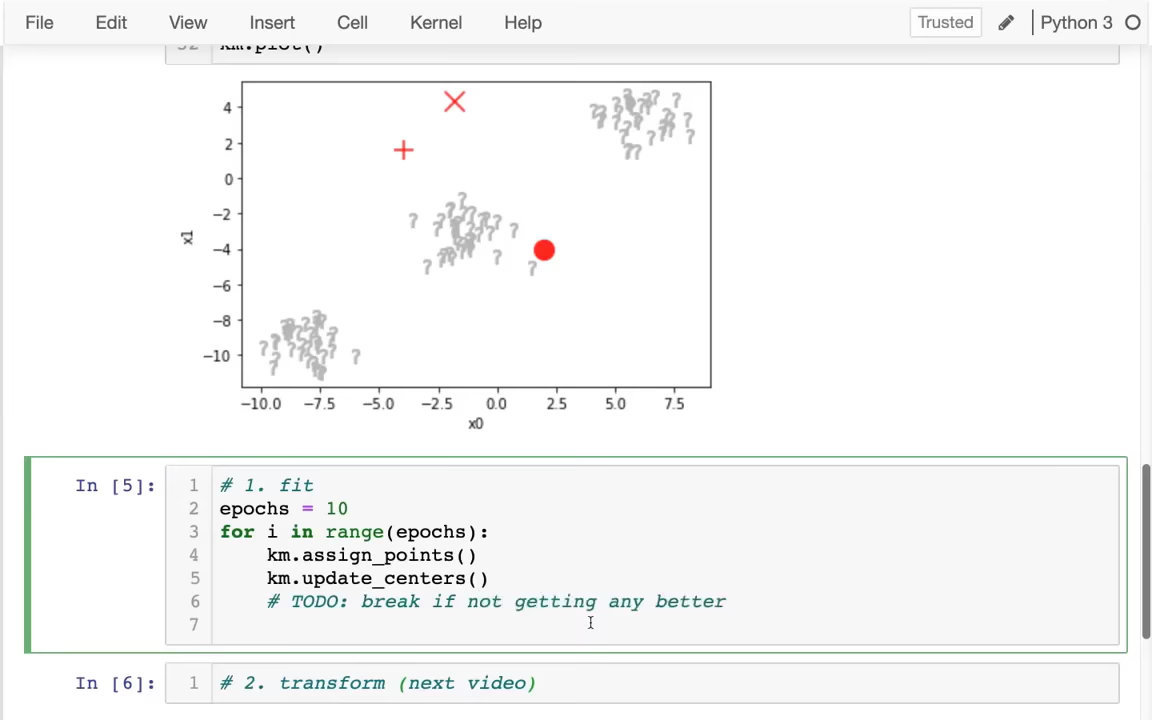 File Edit View Insert Cell Kernel Help Trusted Python 3
32 km.plot()
4
2
0
−2
−4
−6
−8
−10
x1
−10.0 −7.5 −5.0 −2.5 0.0 2.5 5.0 7.5
x0
In [5]:
1 # 1. fit
2 epochs = 10
3 for i in range(epochs):
4 km.assign_points()
5 km.update_centers()
6 # TODO: break if not getting any better
7
In [6]: 1 # 2. transform (next video)